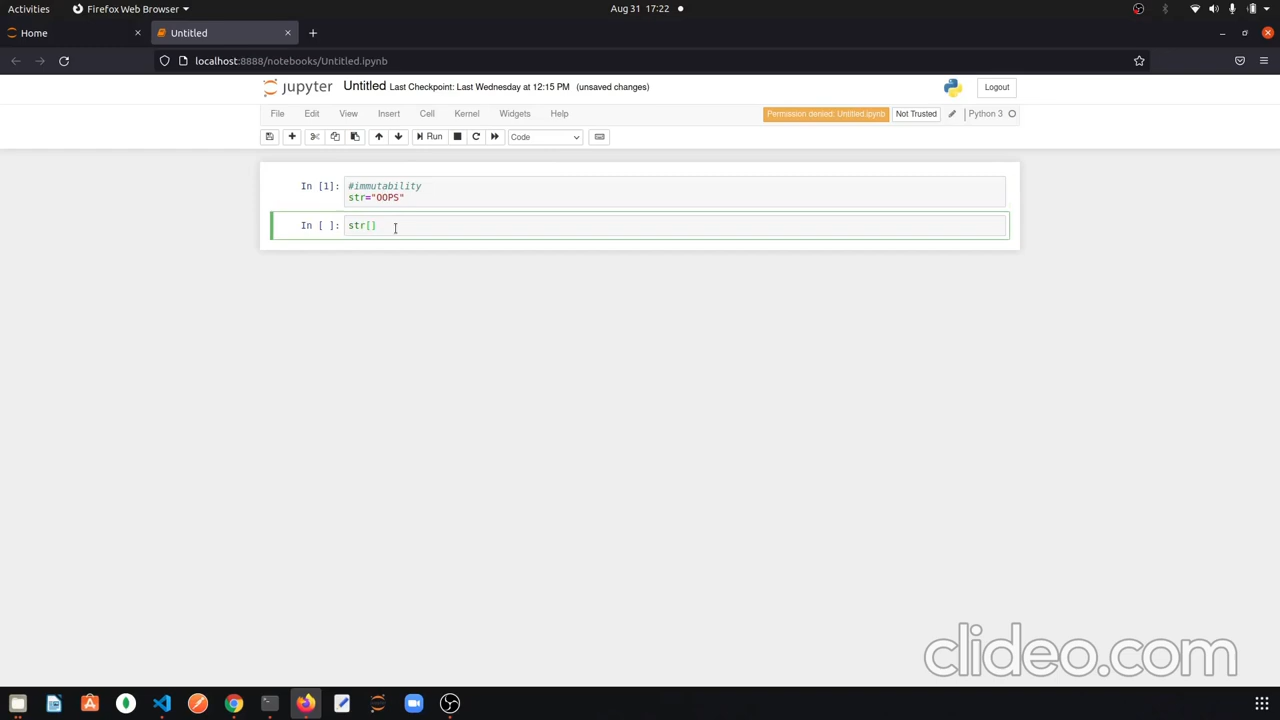 Activities
Firefox Web Browser
Aug 31 17:22
Home
Untitled
localhost:8888/notebooks/Untitled.ipynb
jupyter Untitled Last Checkpoint: Last Wednesday at 12:15 PM (unsaved changes)
Logout
File Edit View Insert Cell Kernel Widgets Help
Permission denied: Untitled.ipynb
Not Trusted
Python 3
Run
Code
In [1]: #immutability
str="OOPS"
In [ ]: str[]
clideo.com